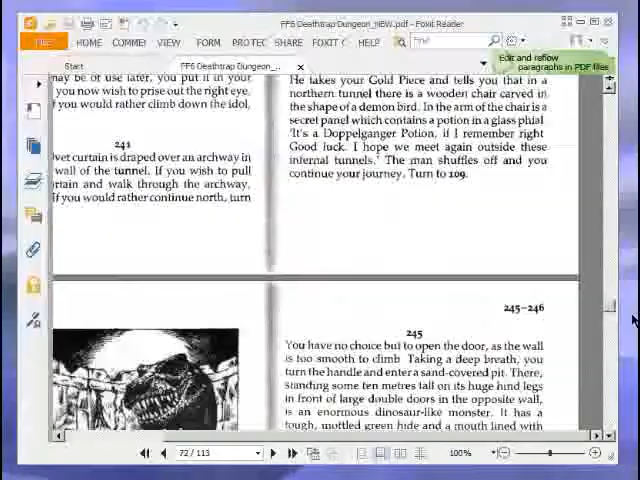 FF6 Deathtrap Dungeon_NEW.pdf - Foxit Reader
FILE HOME COMME VIEW FORM PROTEC SHARE FOXIT C HELP Find
Start FF6 Deathtrap Dungeon_...
Edit and reflow
paragraphs in PDF files
may be of use later, you put it in your
you now wish to prise out the right eye,
f you would rather climb down the idol,
241
vet curtain is draped over an archway in
wall of the tunnel. If you wish to pull
rtain and walk through the archway,
If you would rather continue north, turn
He takes your Gold Piece and tells you that in a
northern tunnel there is a wooden chair carved in
the shape of a demon bird. In the arm of the chair is a
secret panel which contains a potion in a glass phial
'It's a Doppelganger Potion, if I remember right
Good luck. I hope we meet again outside these
infernal tunnels.' The man shuffles off and you
continue your journey. Turn to 109.
245-246
245
You have no choice but to open the door, as the wall
is too smooth to climb Taking a deep breath, you
turn the handle and enter a sand-covered pit. There,
standing some ten metres tall on its huge hind legs
in front of large double doors in the opposite wall,
is an enormous dinosaur-like monster. It has a
tough, mottled green hide and a mouth lined with
72 / 113
100%